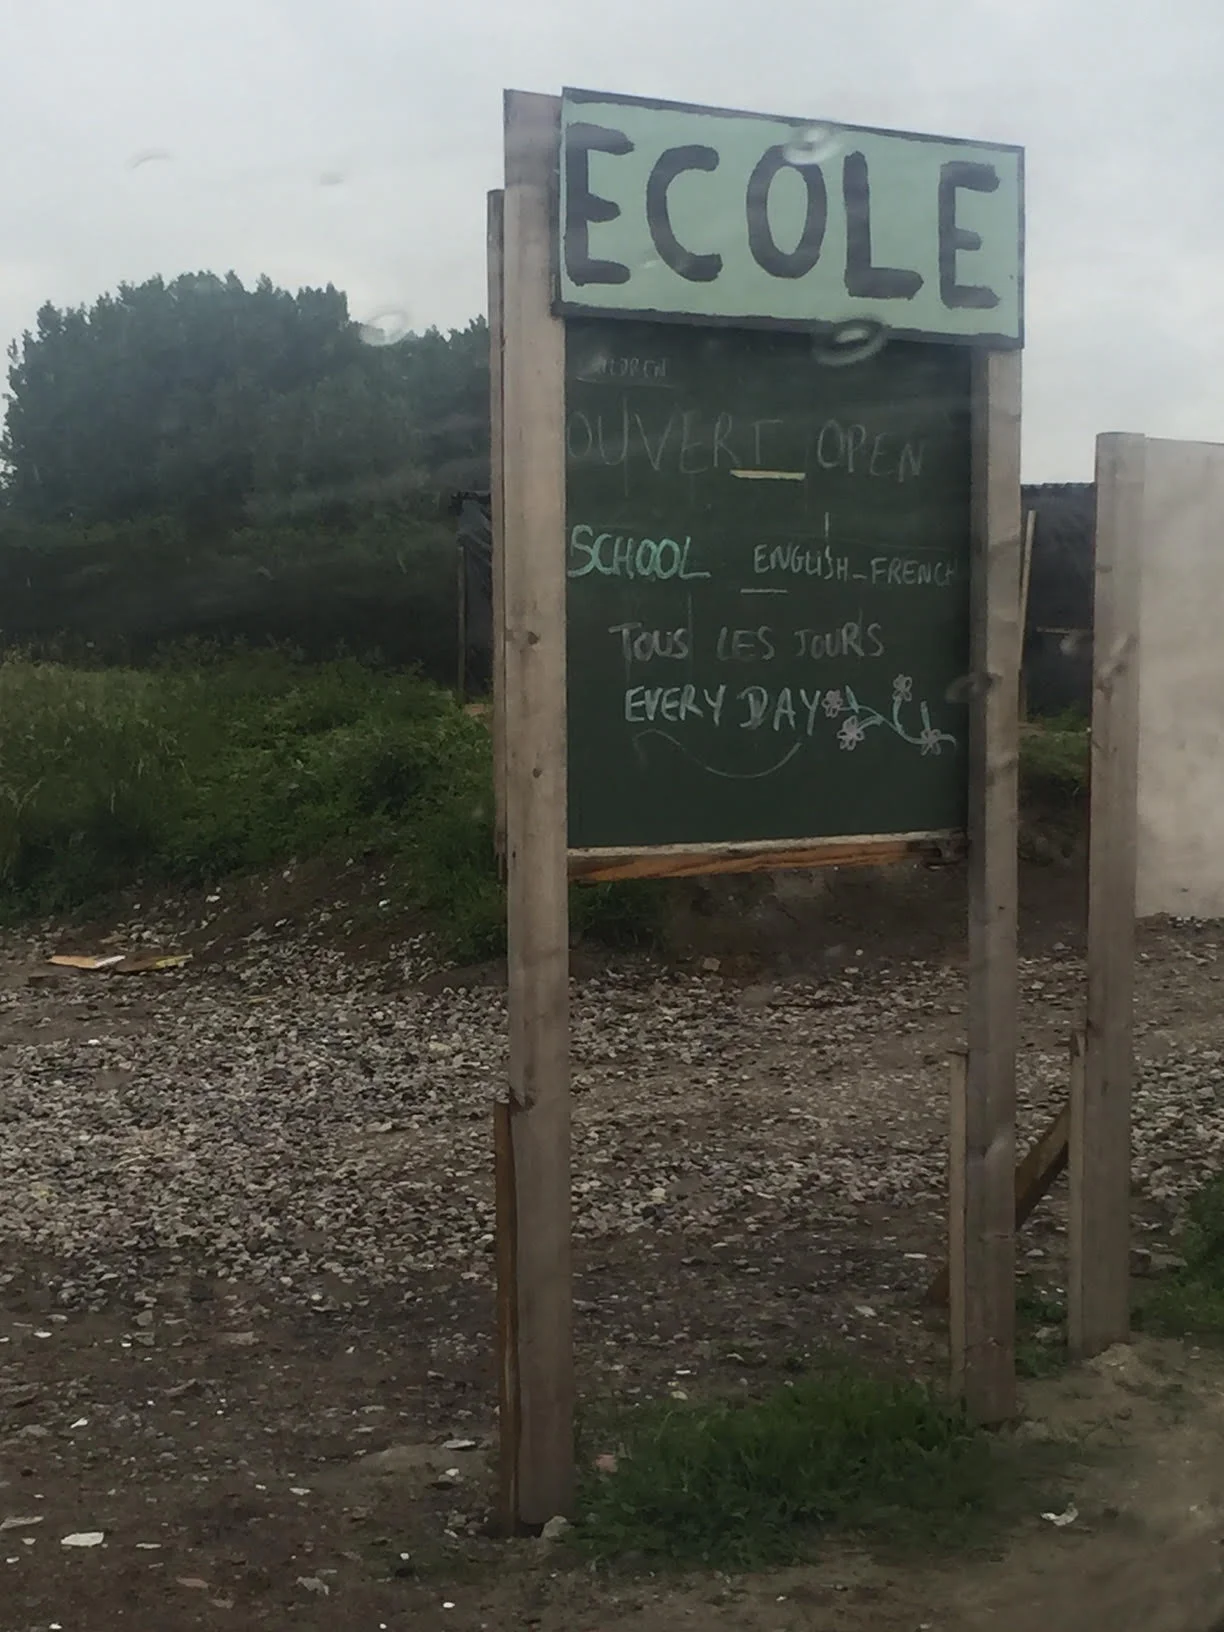 ECOLE
OUVERT OPEN
SCHOOL ENGLISH-FRENCH
TOUS LES JOURS
EVERY DAY